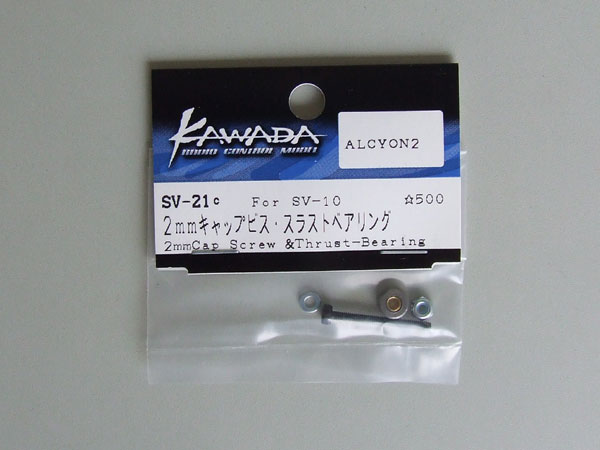 KAWADA
RADIO CONTROL MODEL
ALCYON2
SV-21c For SV-10 ☆500
2mmキャップビス・スラストベアリング
2mmCap Screw &Thrust-Bearing